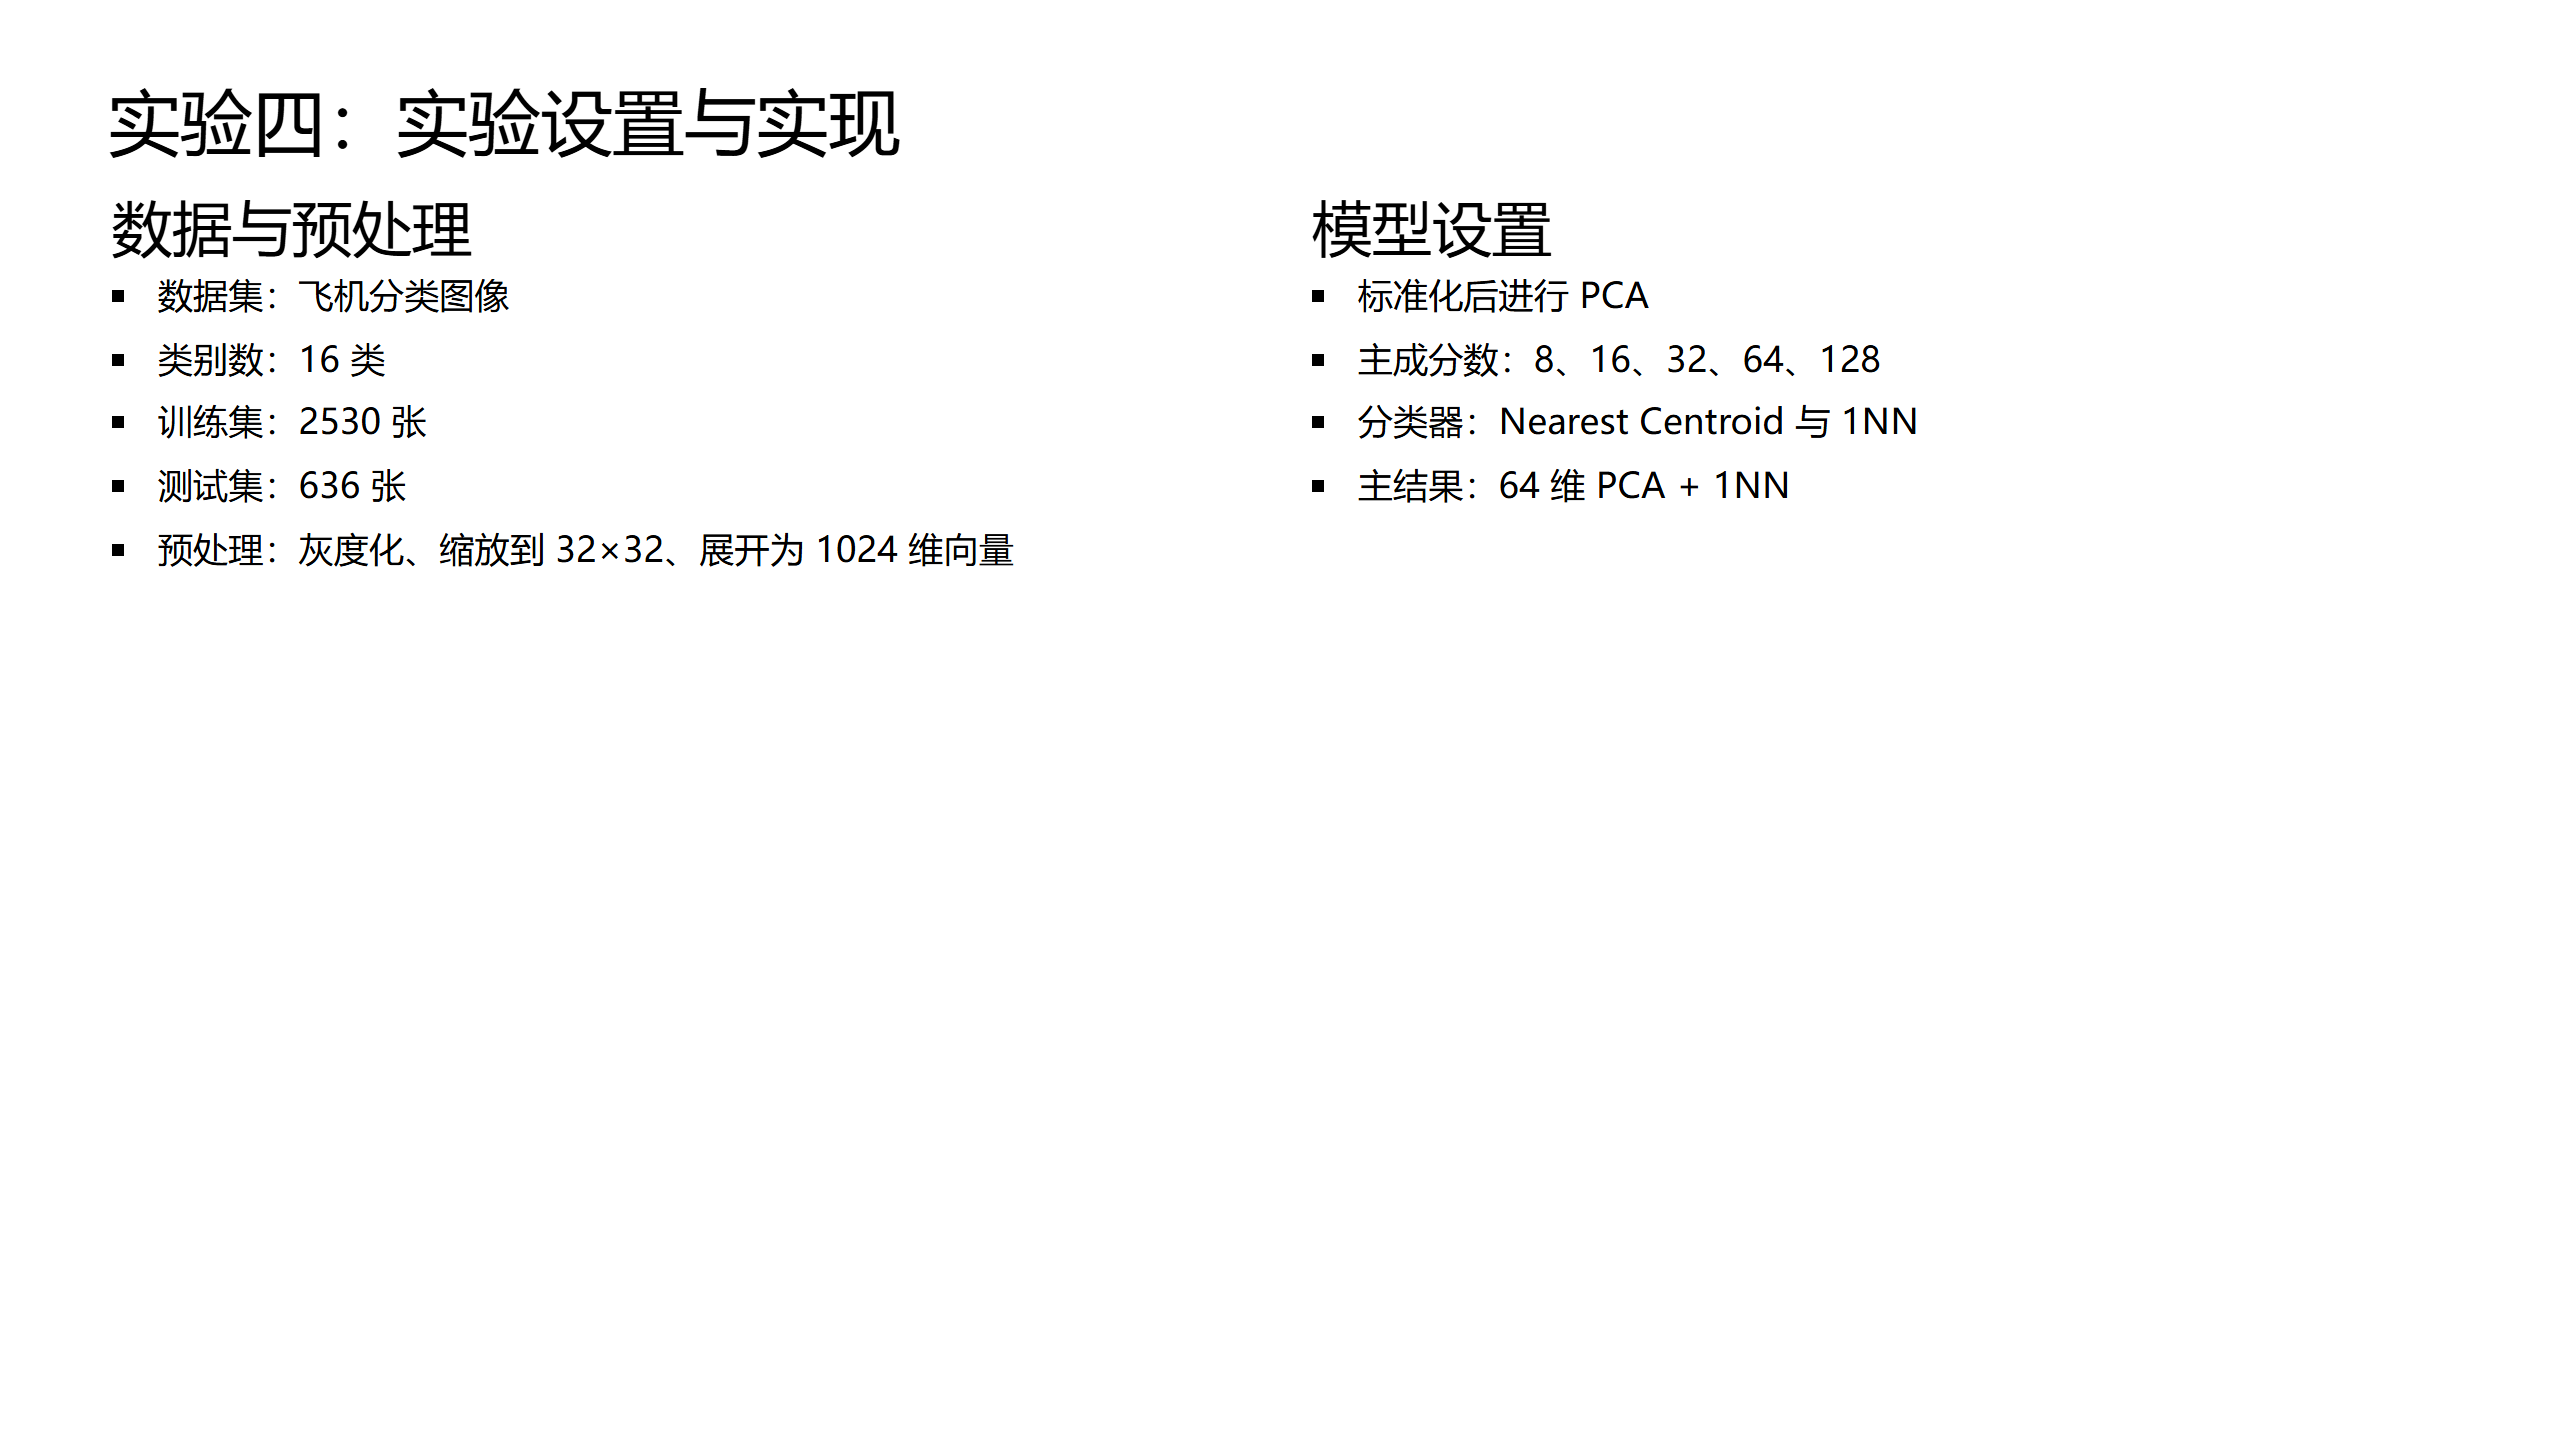 实验四：实验设置与实现
数据与预处理
▪ 数据集：飞机分类图像
▪ 类别数：16 类
▪ 训练集：2530 张
▪ 测试集：636 张
▪ 预处理：灰度化、缩放到 32×32、展开为 1024 维向量
模型设置
▪ 标准化后进行 PCA
▪ 主成分数：8、16、32、64、128
▪ 分类器：Nearest Centroid 与 1NN
▪ 主结果：64 维 PCA + 1NN